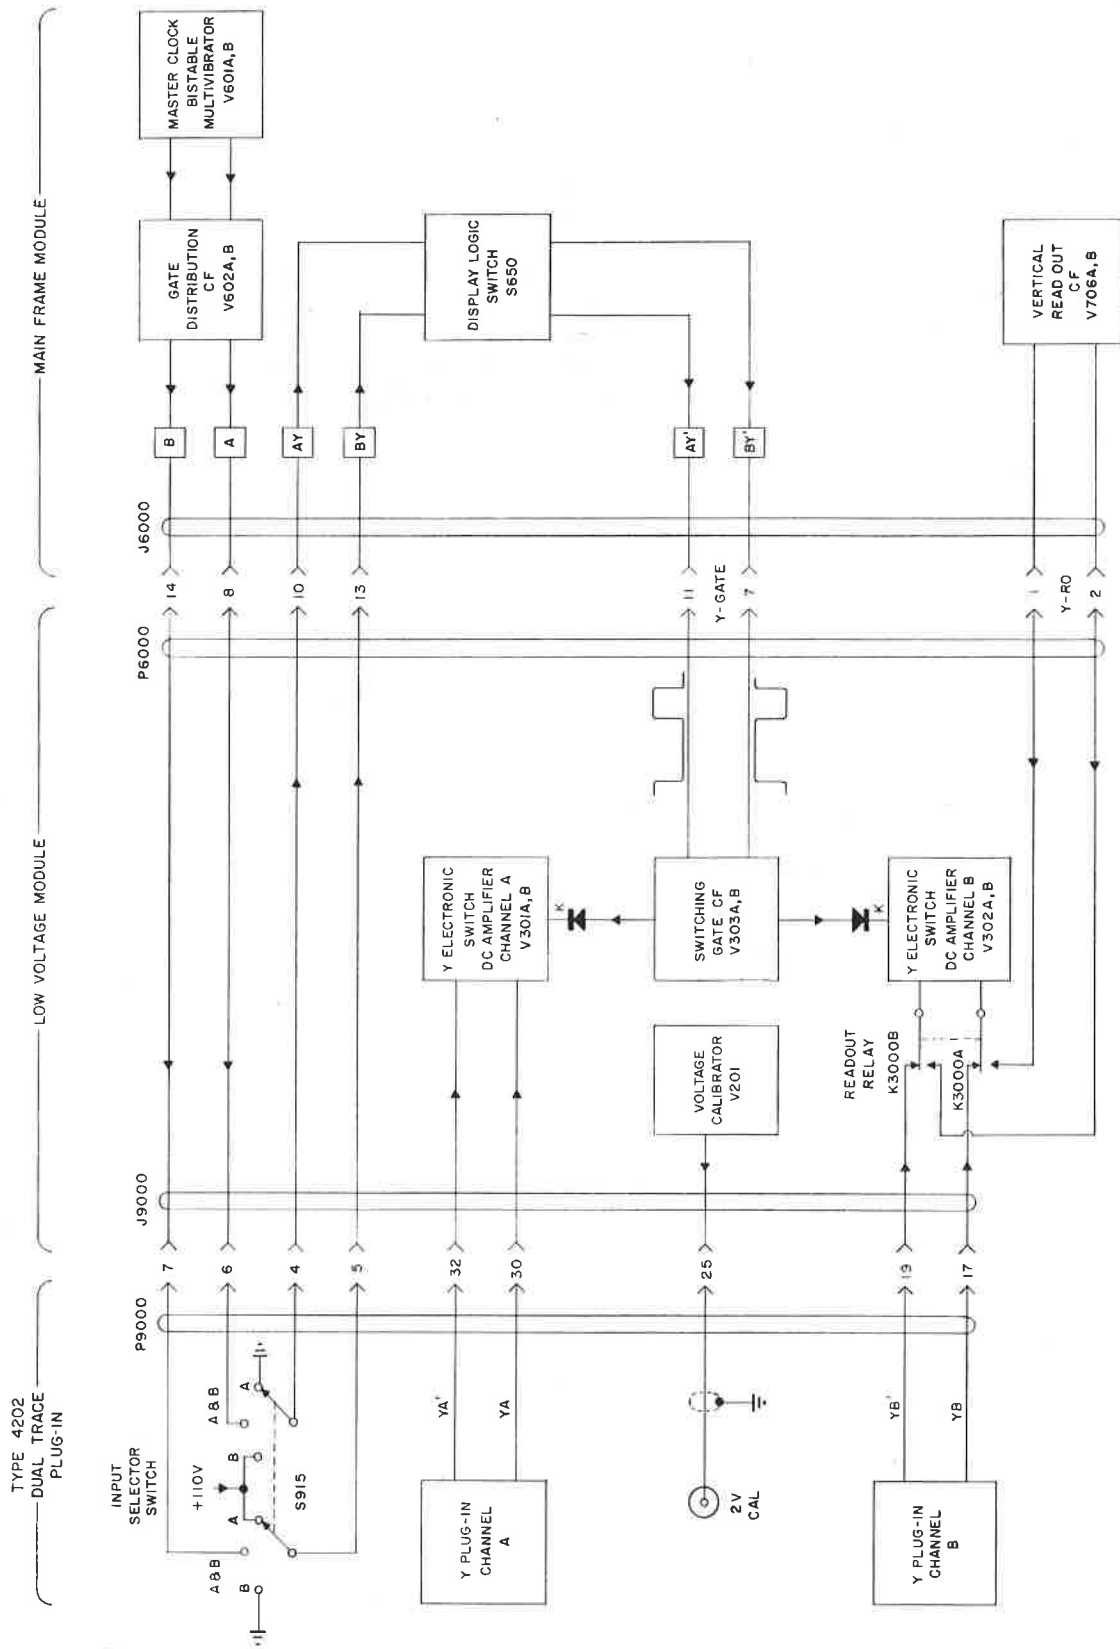 TYPE 4202
DUAL TRACE
PLUG-IN
LOW VOLTAGE MODULE
MAIN FRAME MODULE
INPUT
SELECTOR
SWITCH
P9000
J9000
P6000
J6000
A & B
B
A
+110V
B
A & B
A
S915
7
6
4
5
14
8
10
13
B
A
AY
BY
GATE
DISTRIBUTION
CF
V602A, B
MASTER CLOCK
BISTABLE
MULTIVIBRATOR
V601A, B
YA'
YA
32
30
Y PLUG-IN
CHANNEL
A
Y ELECTRONIC
SWITCH
DC AMPLIFIER
CHANNEL A
V301A, B
K
DISPLAY LOGIC
SWITCH
S650
2V
CAL
25
VOLTAGE
CALIBRATOR
V201
SWITCHING
GATE CF
V303A, B
11
Y-GATE
7
AY'
BY'
K
YB'
YB
19
17
Y PLUG-IN
CHANNEL
B
READOUT
RELAY
K3000B
K3000A
Y ELECTRONIC
SWITCH
DC AMPLIFIER
CHANNEL B
V302A, B
1
Y-RO
2
VERTICAL
READ OUT
CF
V706A, B